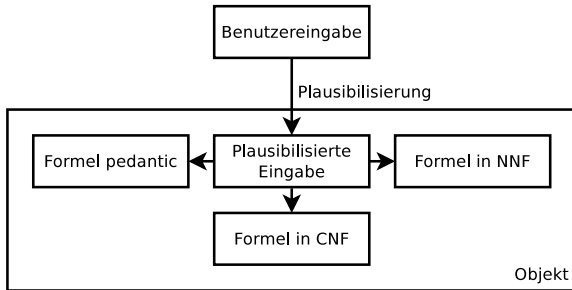 Benutzereingabe
Plausibilisierung
Formel pedantic
Plausibilisierte
Eingabe
Formel in NNF
Formel in CNF
Objekt